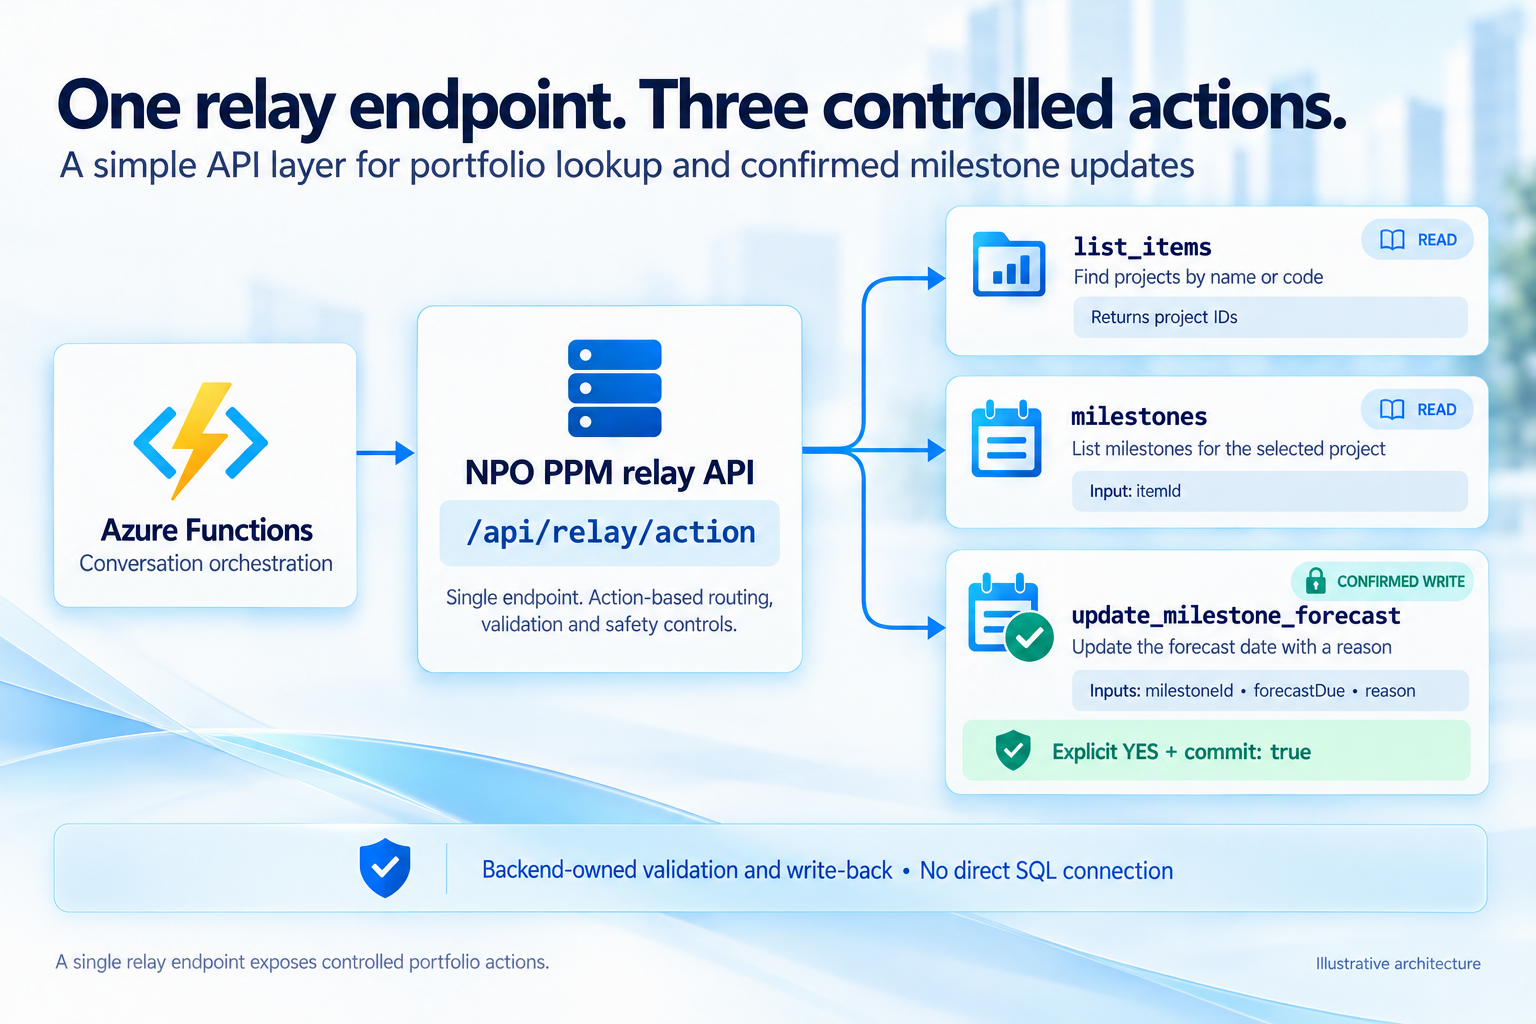 One relay endpoint. Three controlled actions.
A simple API layer for portfolio lookup and confirmed milestone updates
Azure Functions
Conversation orchestration
NPO PPM relay API
/api/relay/action
Single endpoint. Action-based routing,
validation and safety controls.
list_items
READ
Find projects by name or code
Returns project IDs
milestones
READ
List milestones for the selected project
Input: itemId
CONFIRMED WRITE
update_milestone_forecast
Update the forecast date with a reason
Inputs: milestoneId • forecastDue • reason
Explicit YES + commit: true
Backend-owned validation and write-back • No direct SQL connection
A single relay endpoint exposes controlled portfolio actions.
Illustrative architecture